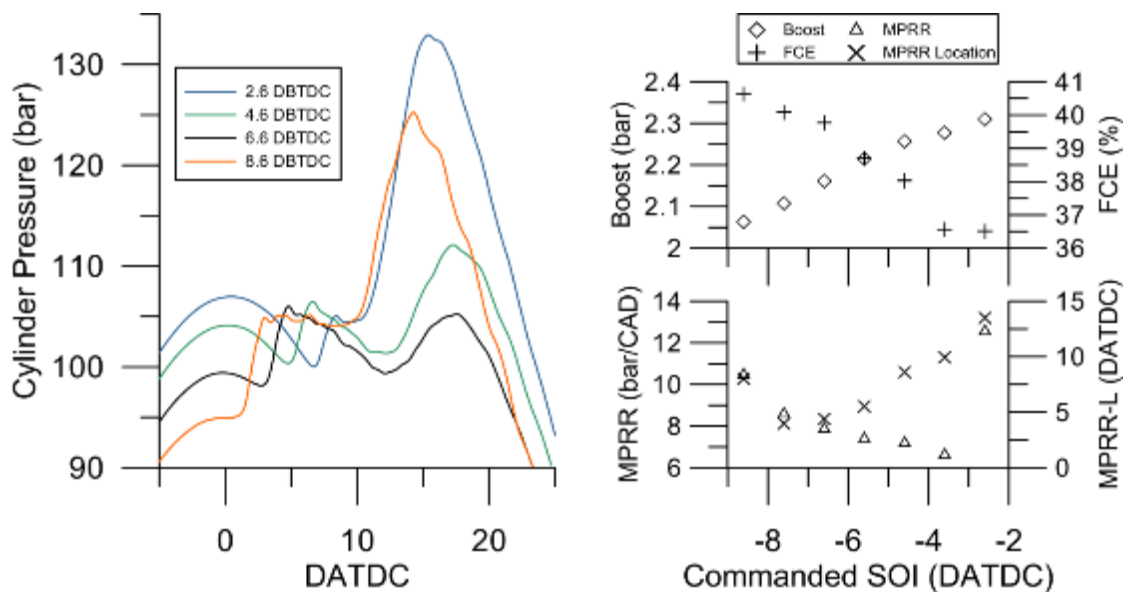 Cylinder Pressure (bar)
130
120
110
100
90
2.6 DBTDC
4.6 DBTDC
6.6 DBTDC
8.6 DBTDC
0
10
20
DATDC
Boost
MPRR
FCE
MPRR Location
Boost (bar)
2.4
2.3
2.2
2.1
2
41
40
39
38
37
36
FCE (%)
MPRR (bar/CAD)
14
12
10
8
6
15
10
5
0
MPRR-L (DATDC)
-8
-6
-4
-2
Commanded SOI (DATDC)